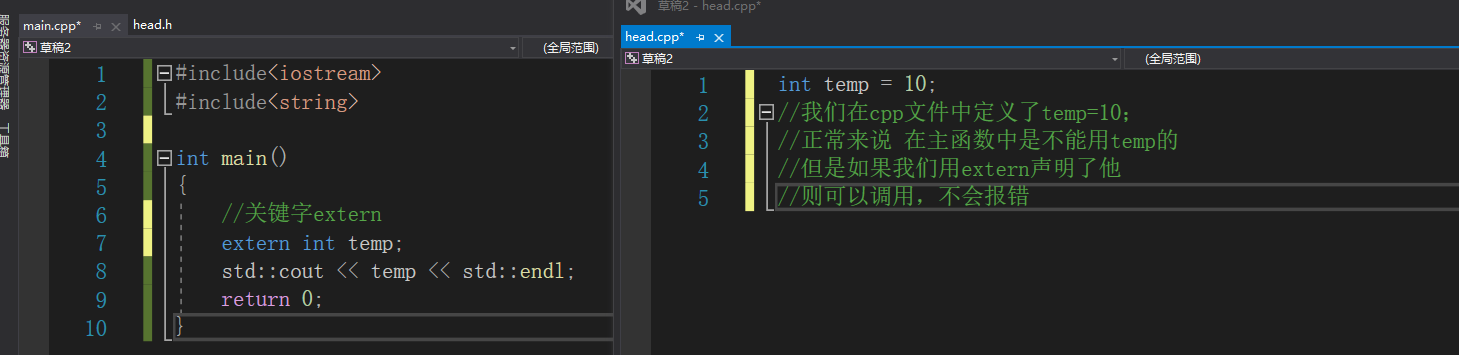 服务器资源管理器
工具箱
main.cpp*
head.h
草稿2
(全局范围)
1 #include<iostream>
2 #include<string>
3
4 int main()
5 {
6 //关键字extern
7 extern int temp;
8 std::cout << temp << std::endl;
9 return 0;
10 }
草稿2 - head.cpp*
head.cpp*
草稿2
(全局范围)
1 int temp = 10;
2 //我们在cpp文件中定义了temp=10;
3 //正常来说 在主函数中是不能用temp的
4 //但是如果我们用extern声明了他
5 //则可以调用，不会报错